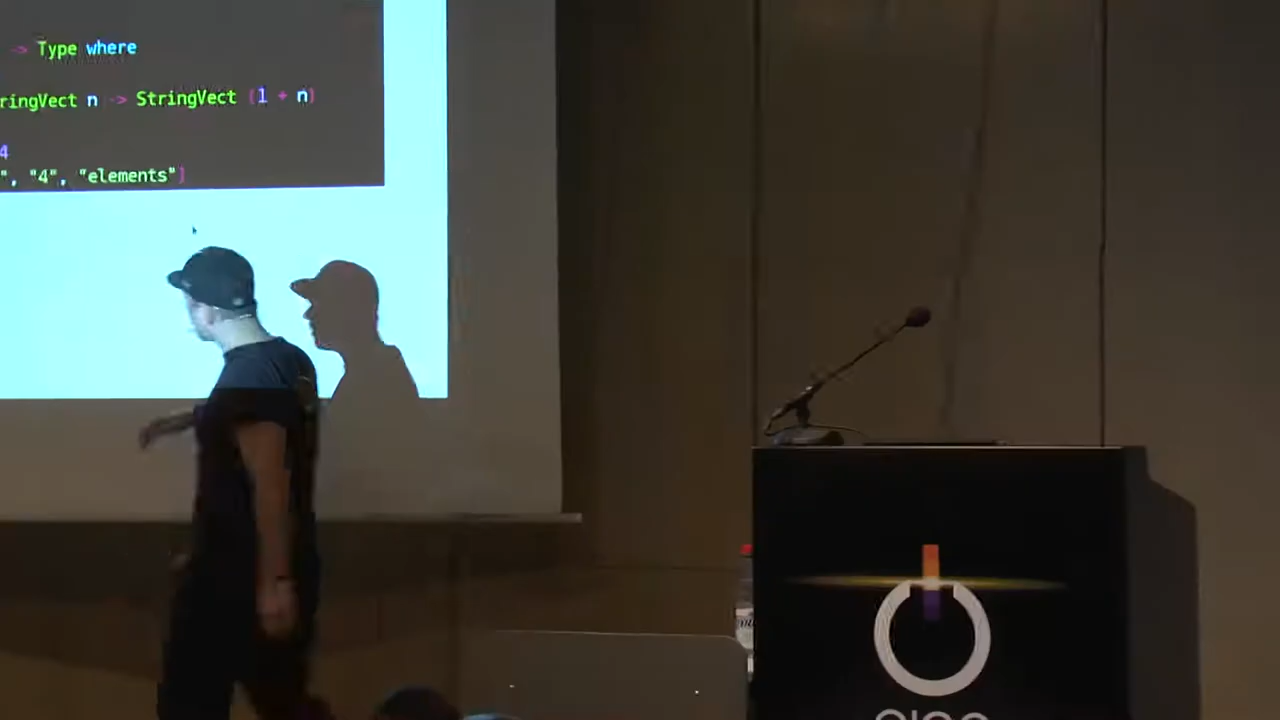 -> Type where
ringVect n -> StringVect (1 + n)
4
", "4", "elements"]